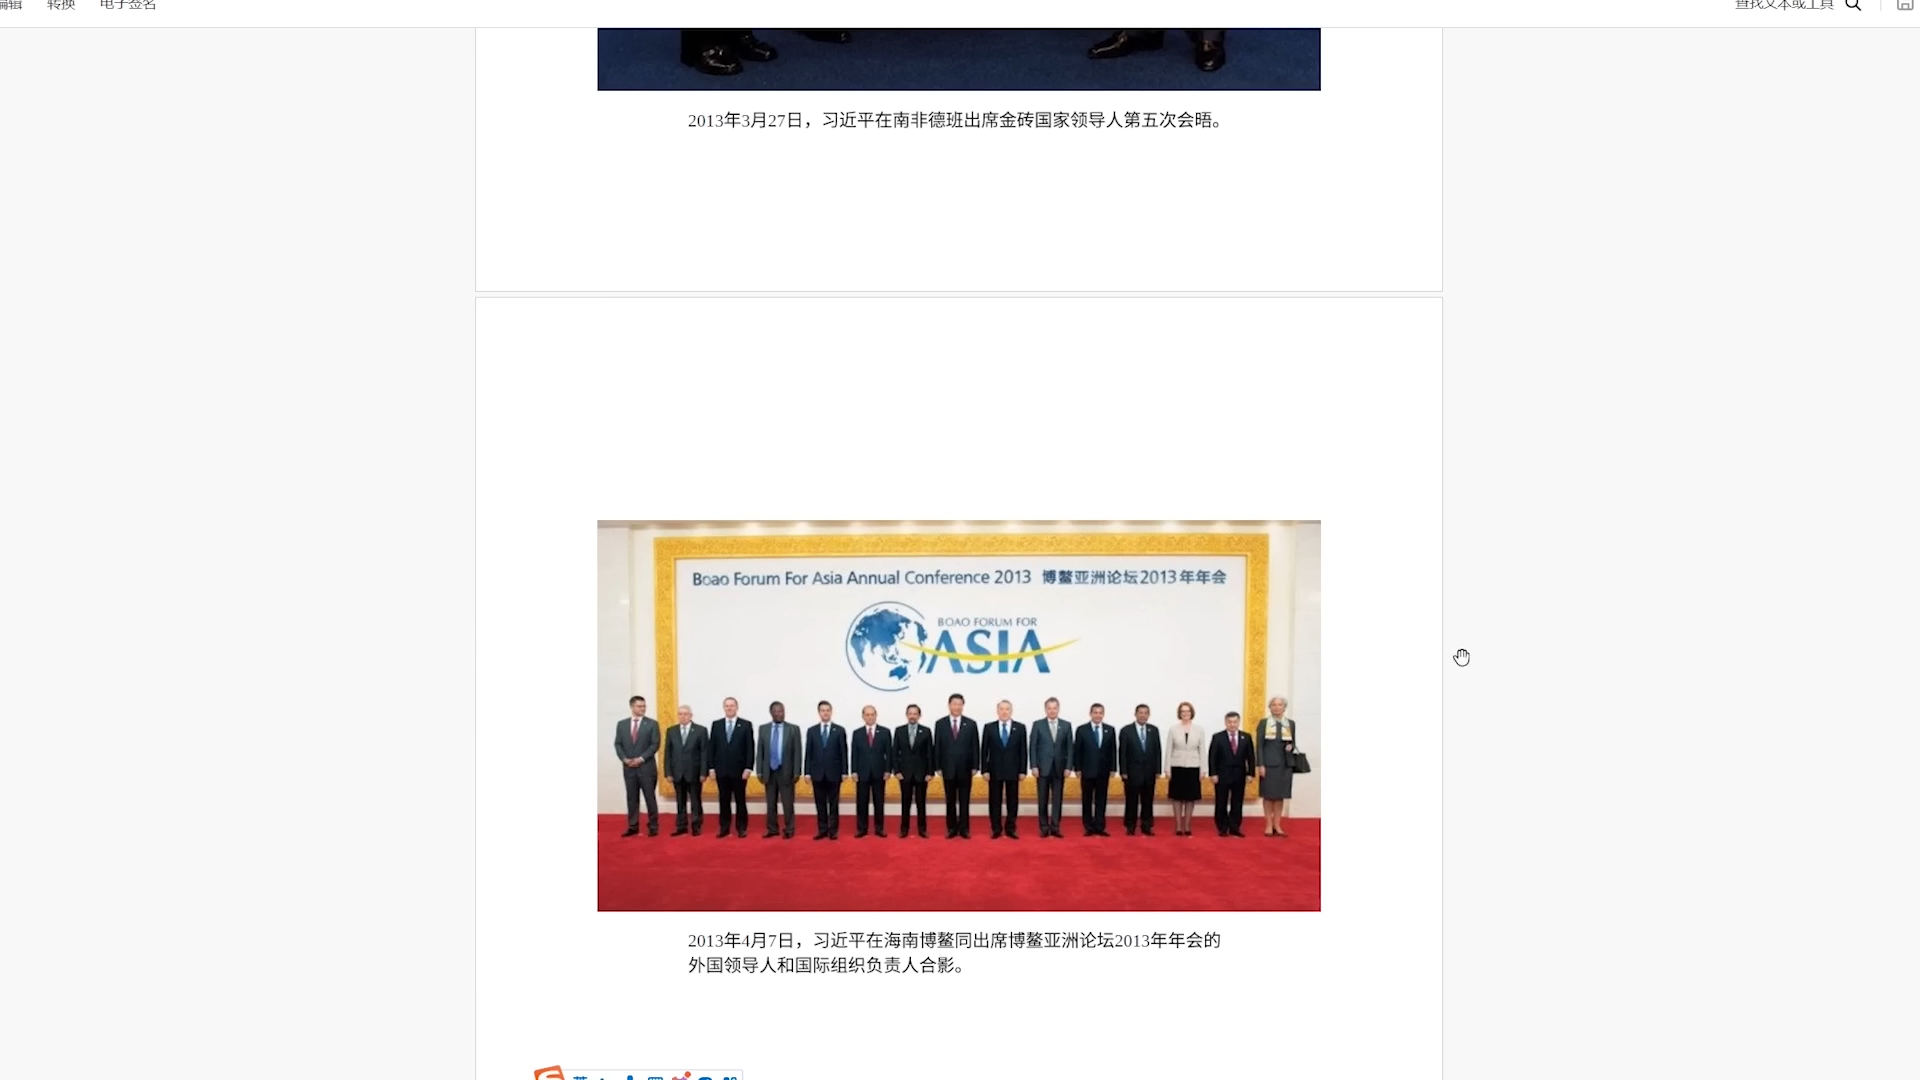 编辑 转换 电子签名
查找文本或工具
2013年3月27日，习近平在南非德班出席金砖国家领导人第五次会晤。
Boao Forum For Asia Annual Conference 2013 博鳌亚洲论坛2013年年会
BOAO FORUM FOR
ASIA
2013年4月7日，习近平在海南博鳌同出席博鳌亚洲论坛2013年年会的
外国领导人和国际组织负责人合影。
英